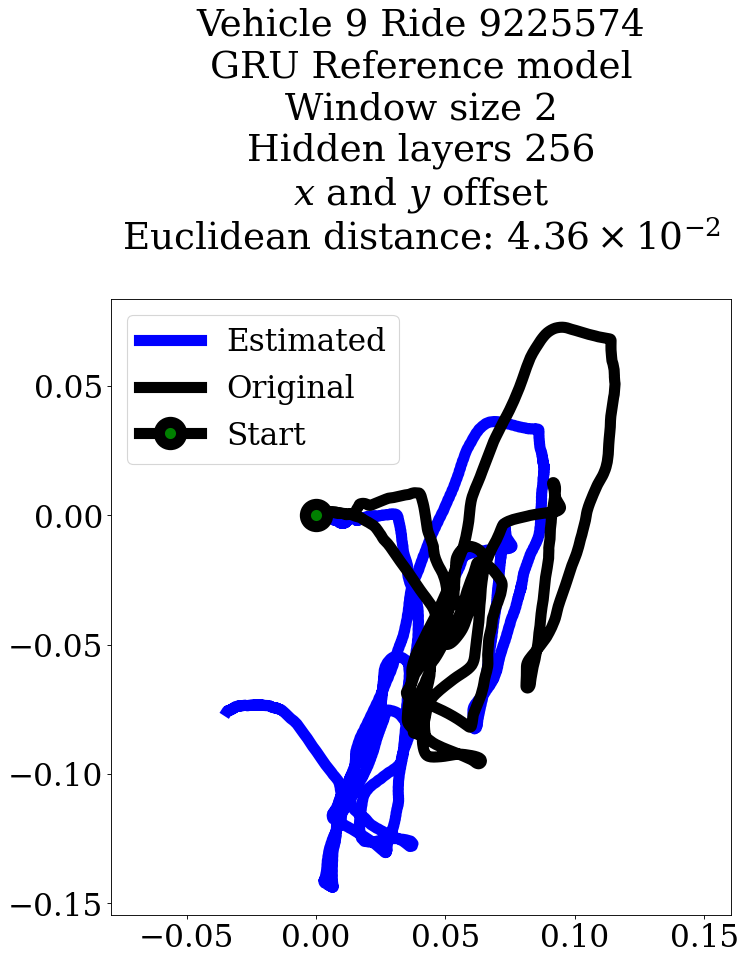 Vehicle 9 Ride 9225574
GRU Reference model
Window size 2
Hidden layers 256
x and y offset
Euclidean distance: 4.36 × 10⁻²
Estimated
Original
Start
0.05
0.00
−0.05
−0.10
−0.15
−0.05 0.00 0.05 0.10 0.15